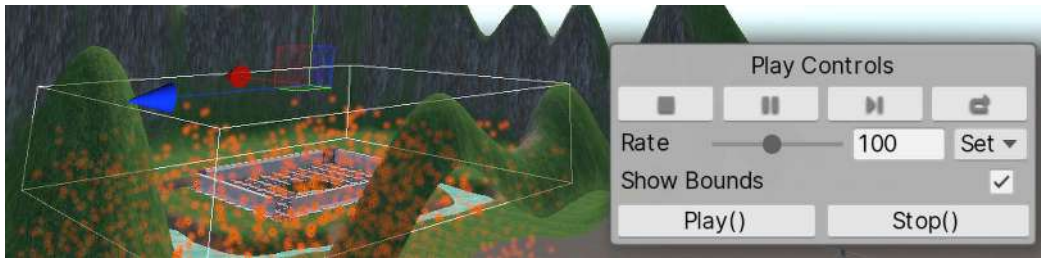 Play Controls
Rate 100 Set
Show Bounds
Play() Stop()